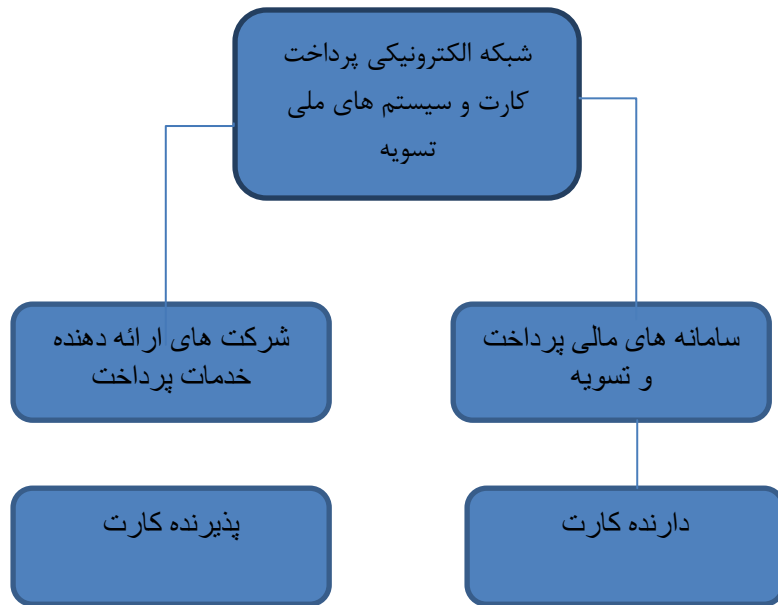 شبکه الکترونیکی پرداخت
کارت و سیستم های ملی
تسویه
سامانه های مالی پرداخت
و تسویه
شرکت های ارائه دهنده
خدمات پرداخت
دارنده کارت
پذیرنده کارت